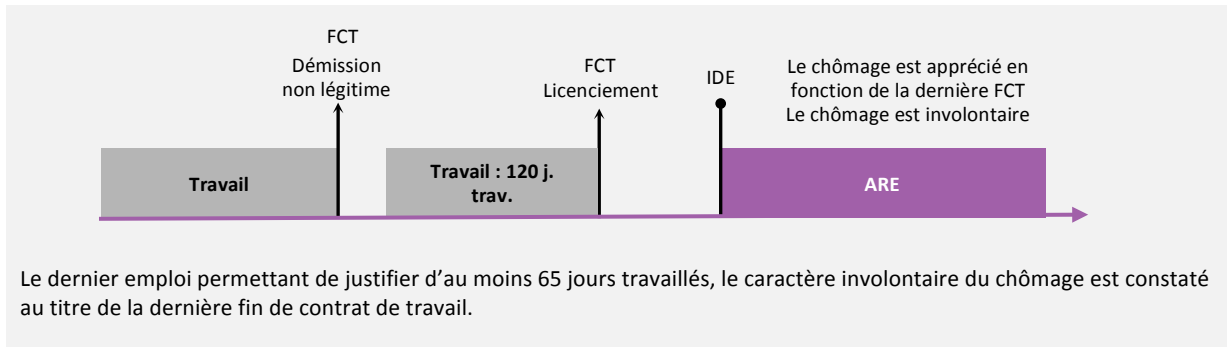 FCT
Démission
non légitime
FCT
Licenciement
IDE
Le chômage est apprécié en
fonction de la dernière FCT
Le chômage est involontaire
Travail
Travail : 120 j.
trav.
ARE
Le dernier emploi permettant de justifier d’au moins 65 jours travaillés, le caractère involontaire du chômage est constaté
au titre de la dernière fin de contrat de travail.